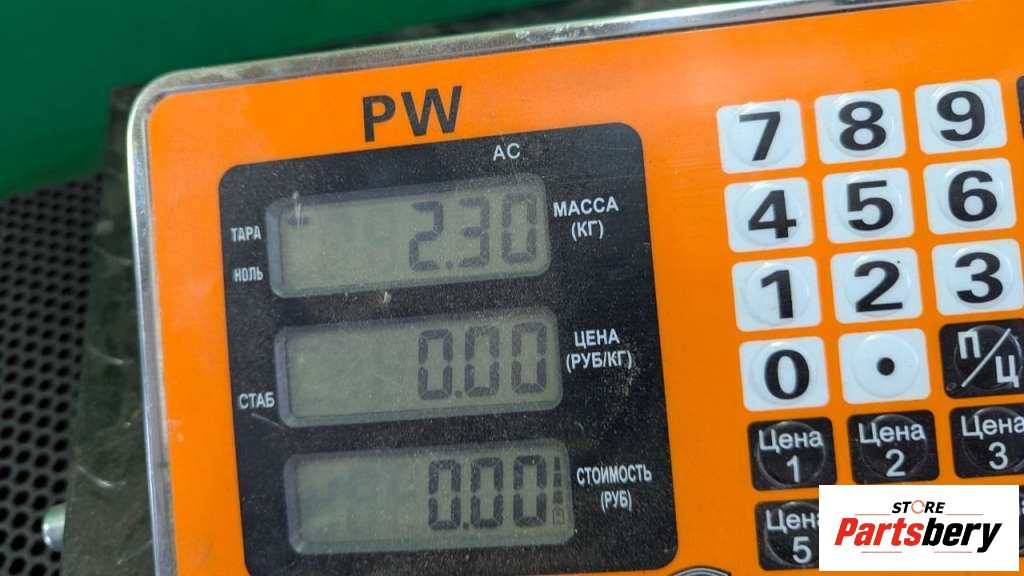 PW
AC
ТАРА
НОЛЬ
2.30
МАССА
(КГ)
ЦЕНА
(РУБ/КГ)
0.00
СТАБ
0.00
СТОИМОСТЬ
(РУБ)
7 8 9
4 5 6
1 2 3
0 . П/Ц
Цена 1
Цена 2
Цена 3
5
STORE
Partsbery